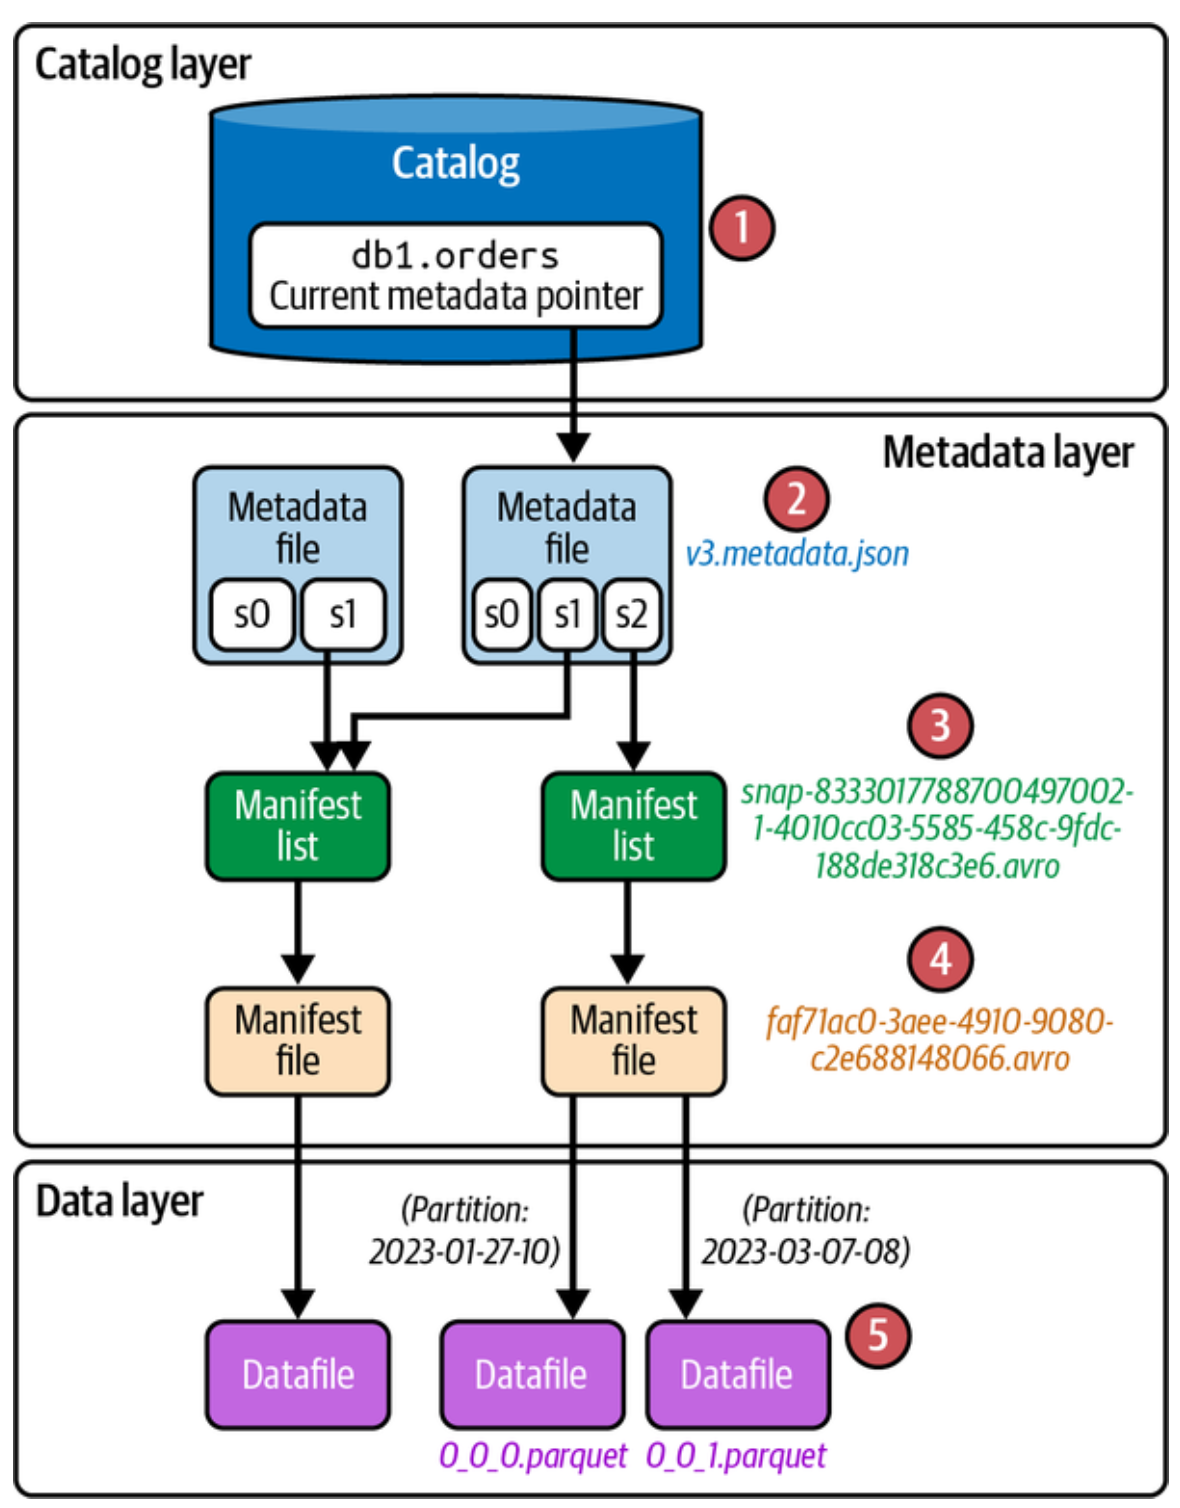 Catalog layer
Catalog
1
db1.orders
Current metadata pointer
Metadata layer
Metadata
file
s0
s1
Metadata
file
s0
s1
s2
2
v3.metadata.json
Manifest
list
Manifest
list
3
snap-8333017788700497002-
1-4010cc03-5585-458c-9fdc-
188de318c3e6.avro
Manifest
file
Manifest
file
4
faf71ac0-3aee-4910-9080-
c2e688148066.avro
Data layer
(Partition:
2023-01-27-10)
(Partition:
2023-03-07-08)
Datafile
Datafile
0_0_0.parquet
Datafile
0_0_1.parquet
5